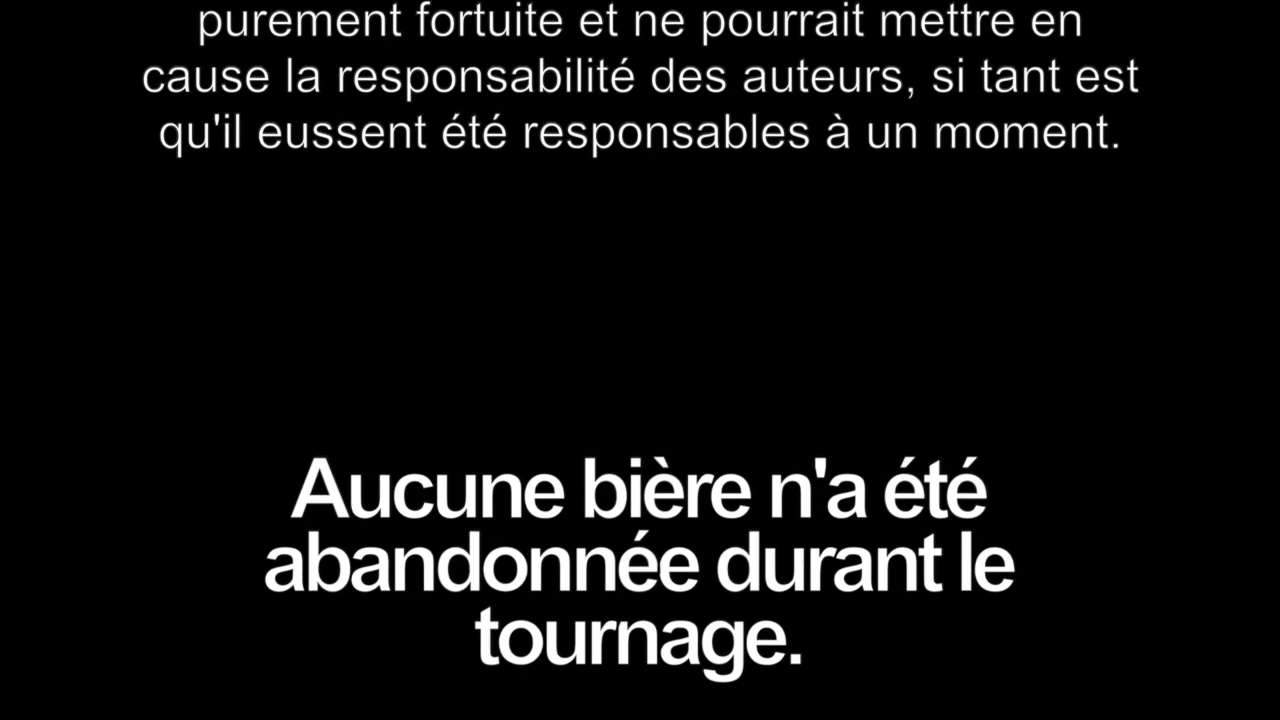 purement fortuite et ne pourrait mettre en
cause la responsabilité des auteurs, si tant est
qu'il eussent été responsables à un moment.
Aucune bière n'a été
abandonnée durant le
tournage.